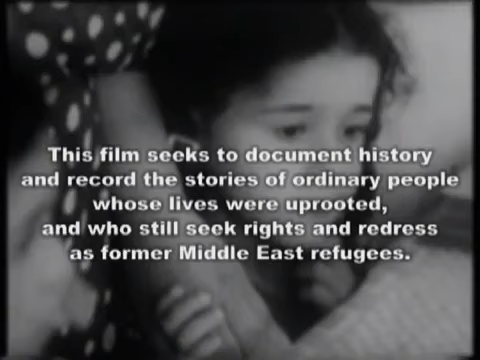 This film seeks to document history
and record the stories of ordinary people
whose lives were uprooted,
and who still seek rights and redress
as former Middle East refugees.